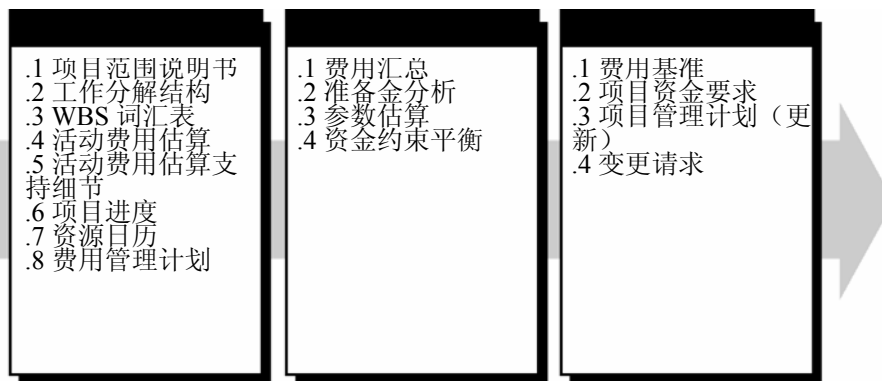 .1 项目范围说明书
.2 工作分解结构
.3 WBS 词汇表
.4 活动费用估算
.5 活动费用估算支
持细节
.6 项目进度
.7 资源日历
.8 费用管理计划
.1 费用汇总
.2 准备金分析
.3 参数估算
.4 资金约束平衡
.1 费用基准
.2 项目资金要求
.3 项目管理计划（更
新）
.4 变更请求